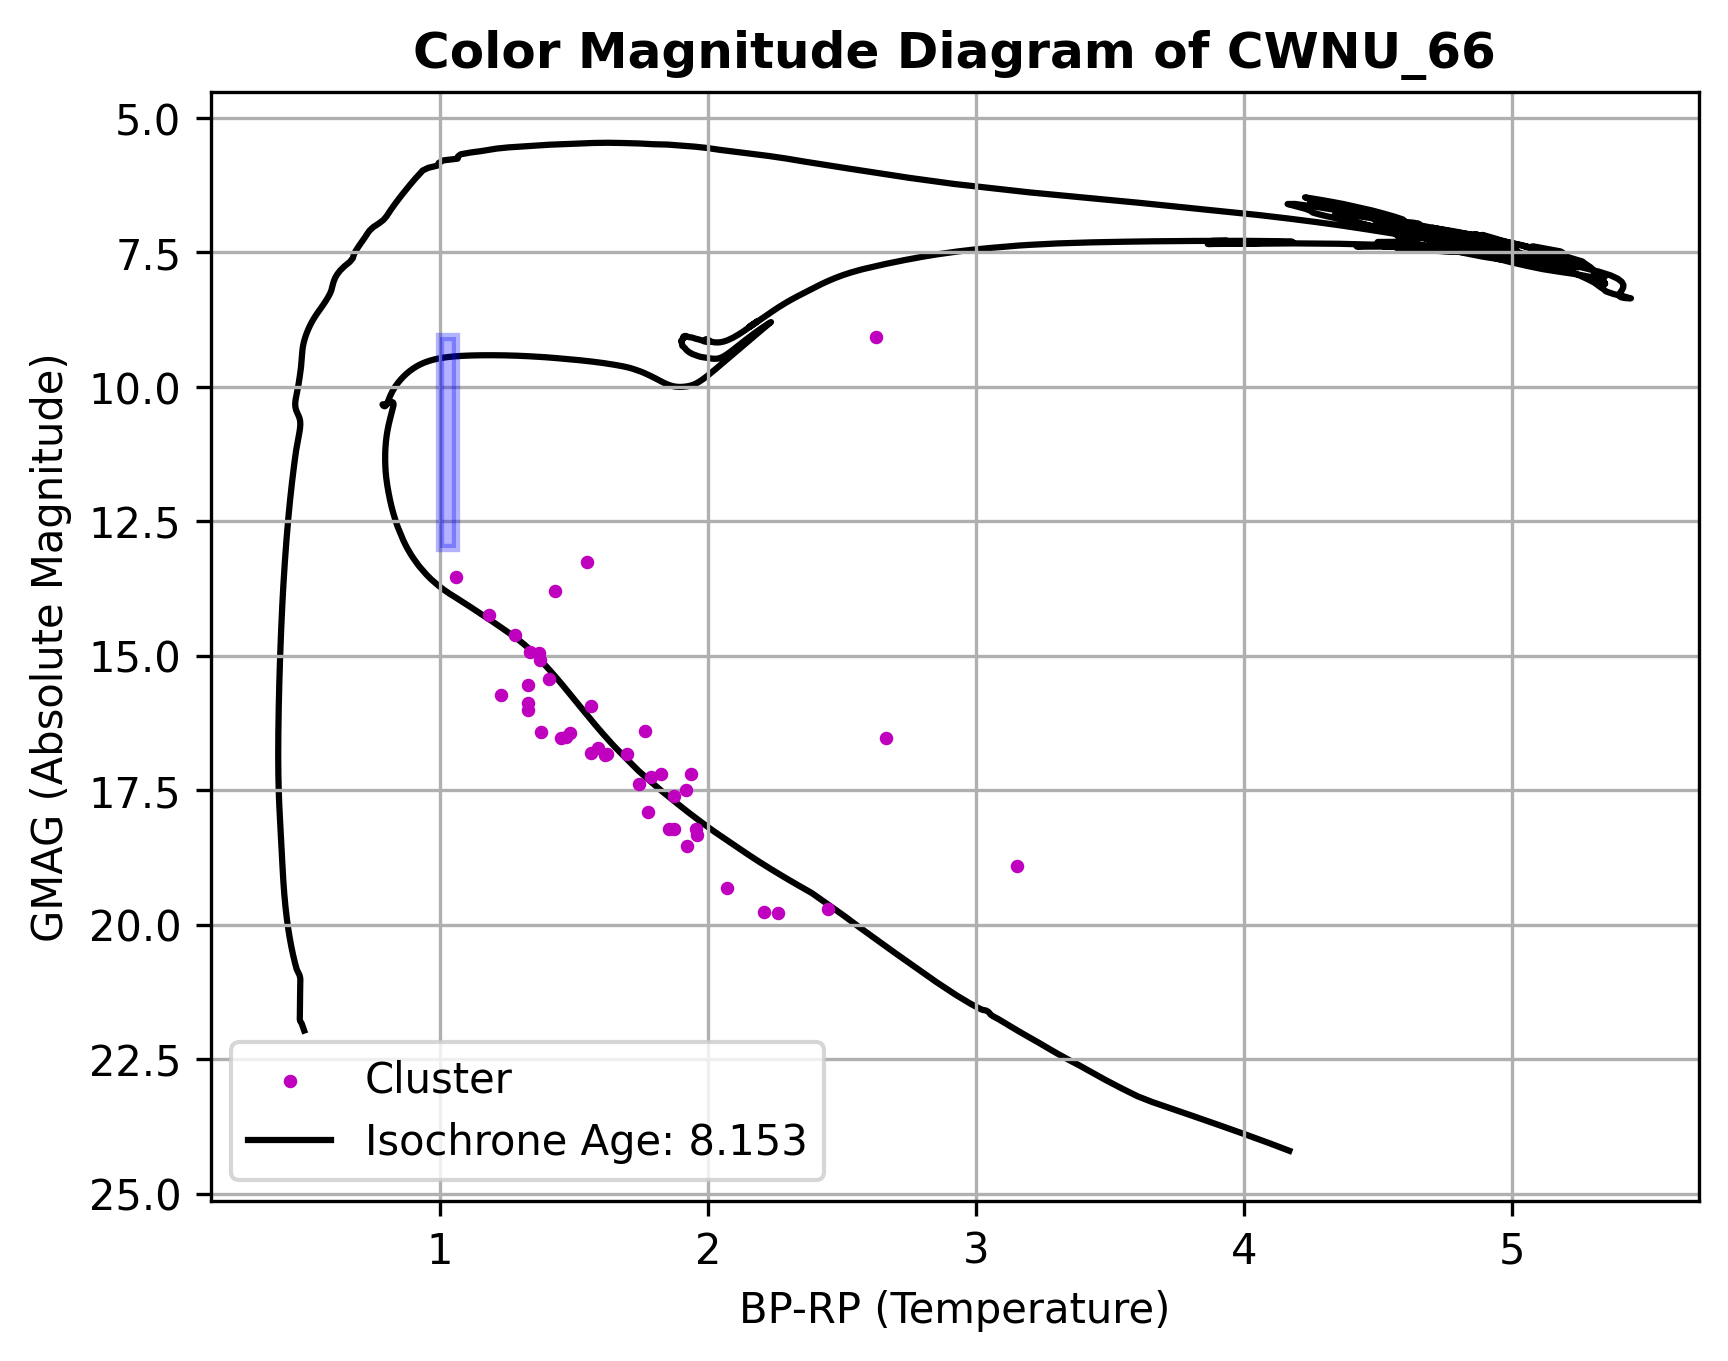 Color Magnitude Diagram of CWNU_66
GMAG (Absolute Magnitude)
5.0
7.5
10.0
12.5
15.0
17.5
20.0
22.5
25.0
Cluster
Isochrone Age: 8.153
1 2 3 4 5
BP-RP (Temperature)